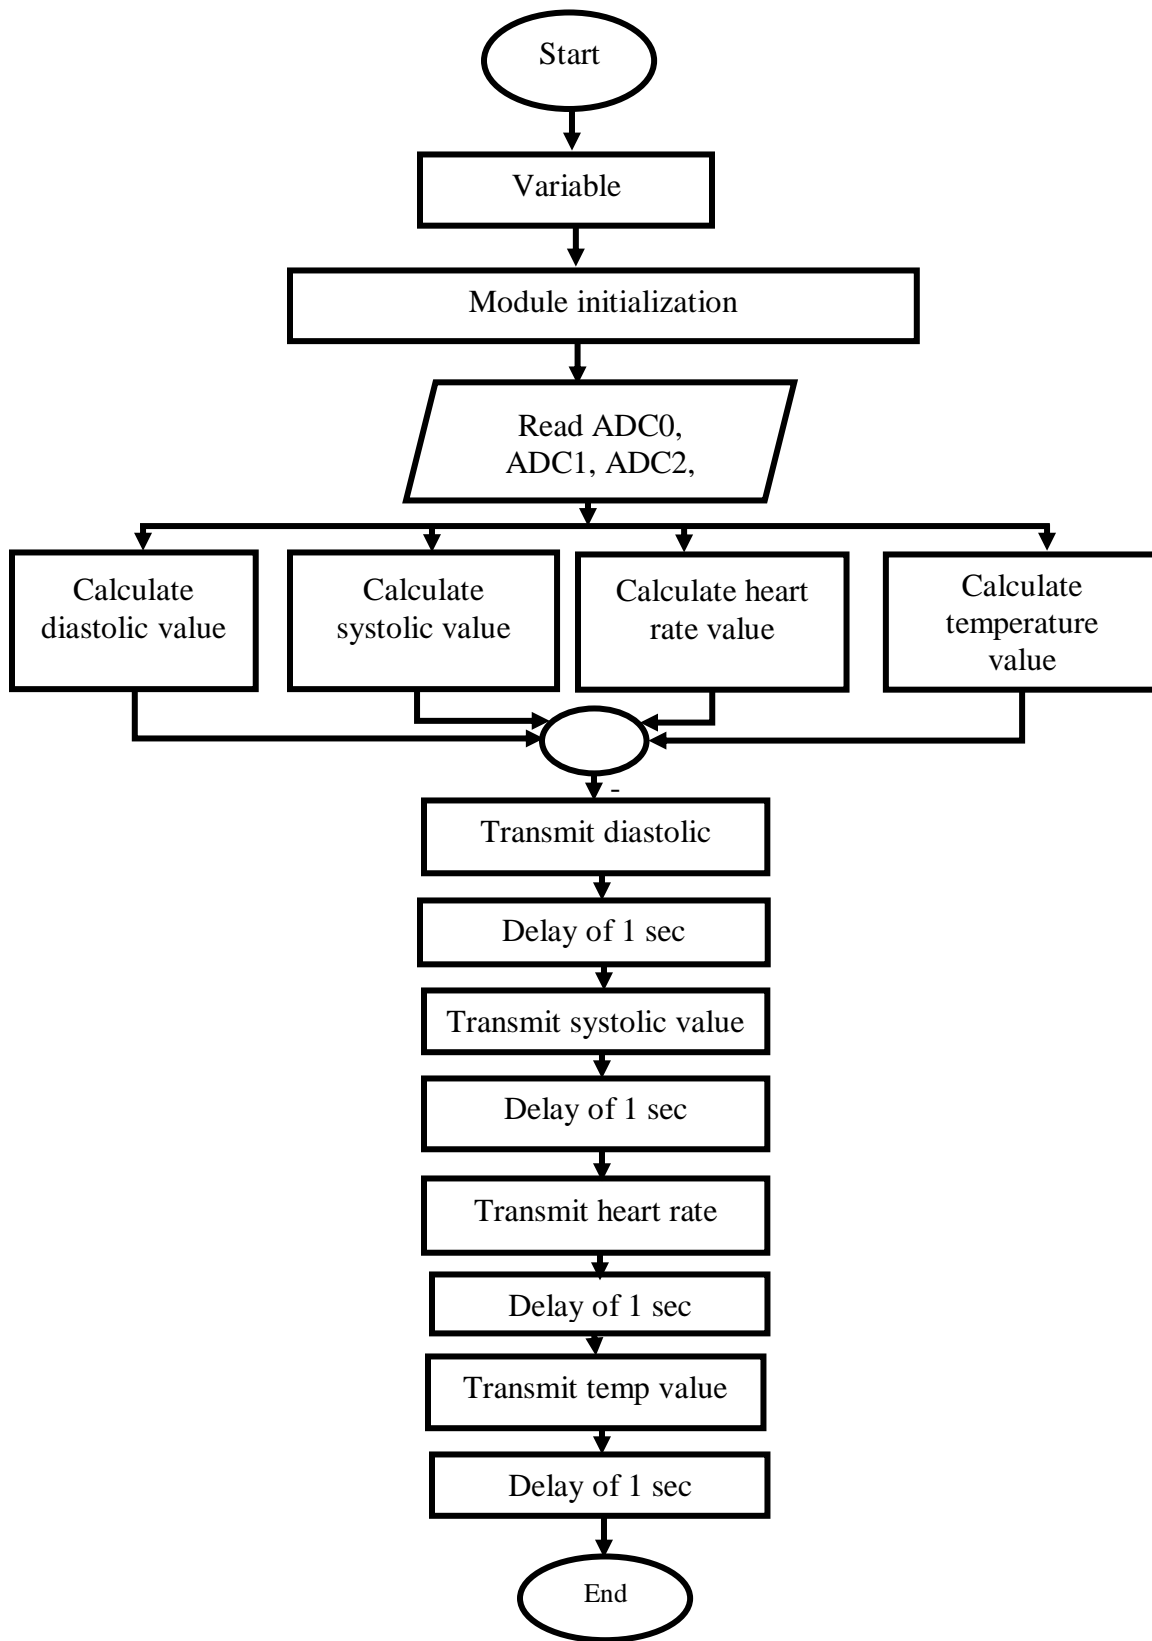 Start
Variable
Module initialization
Read ADC0,
ADC1, ADC2,
Calculate
diastolic value
Calculate
systolic value
Calculate heart
rate value
Calculate
temperature
value
-
Transmit diastolic
Delay of 1 sec
Transmit systolic value
Delay of 1 sec
Transmit heart rate
Delay of 1 sec
Transmit temp value
Delay of 1 sec
End